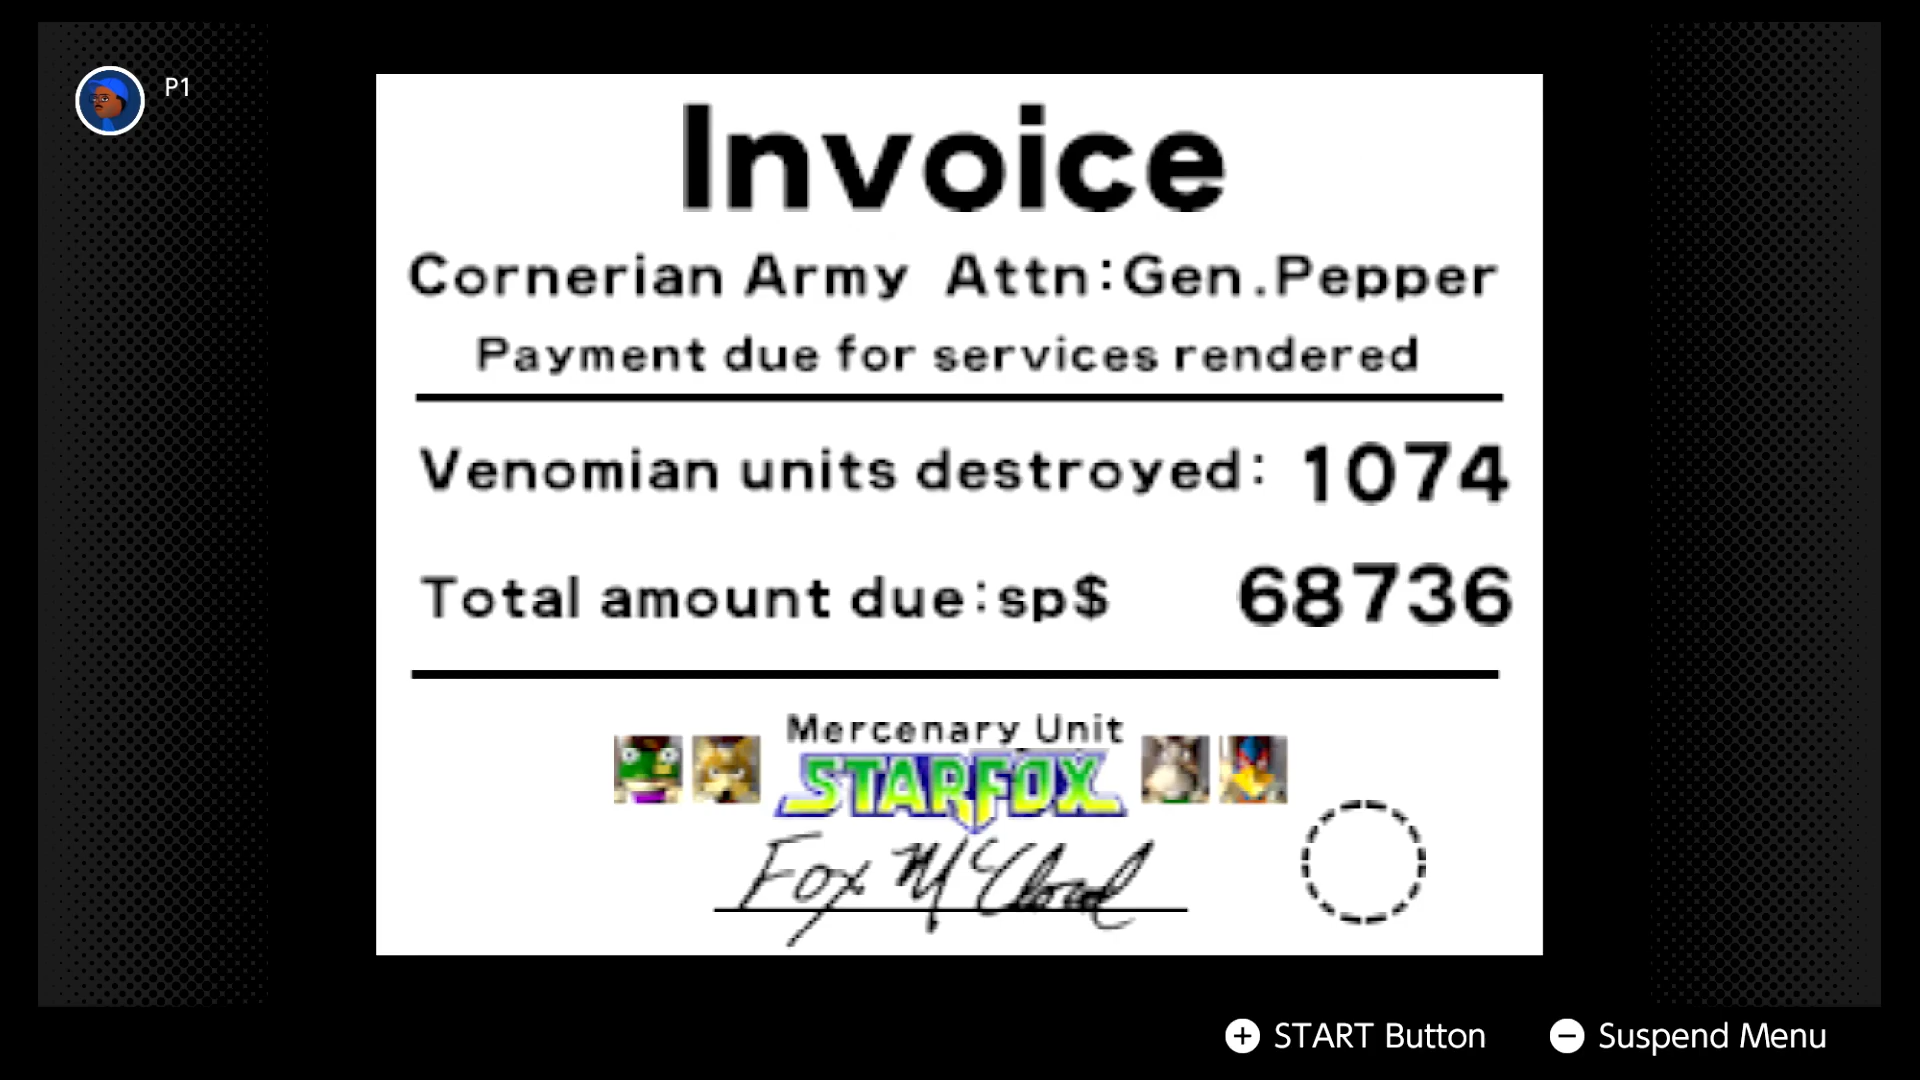 P1
Invoice
Cornerian Army Attn:Gen.Pepper
Payment due for services rendered
Venomian units destroyed: 1074
Total amount due:sp$ 68736
Mercenary Unit
STARFOX
Fox McCloud
START Button
Suspend Menu